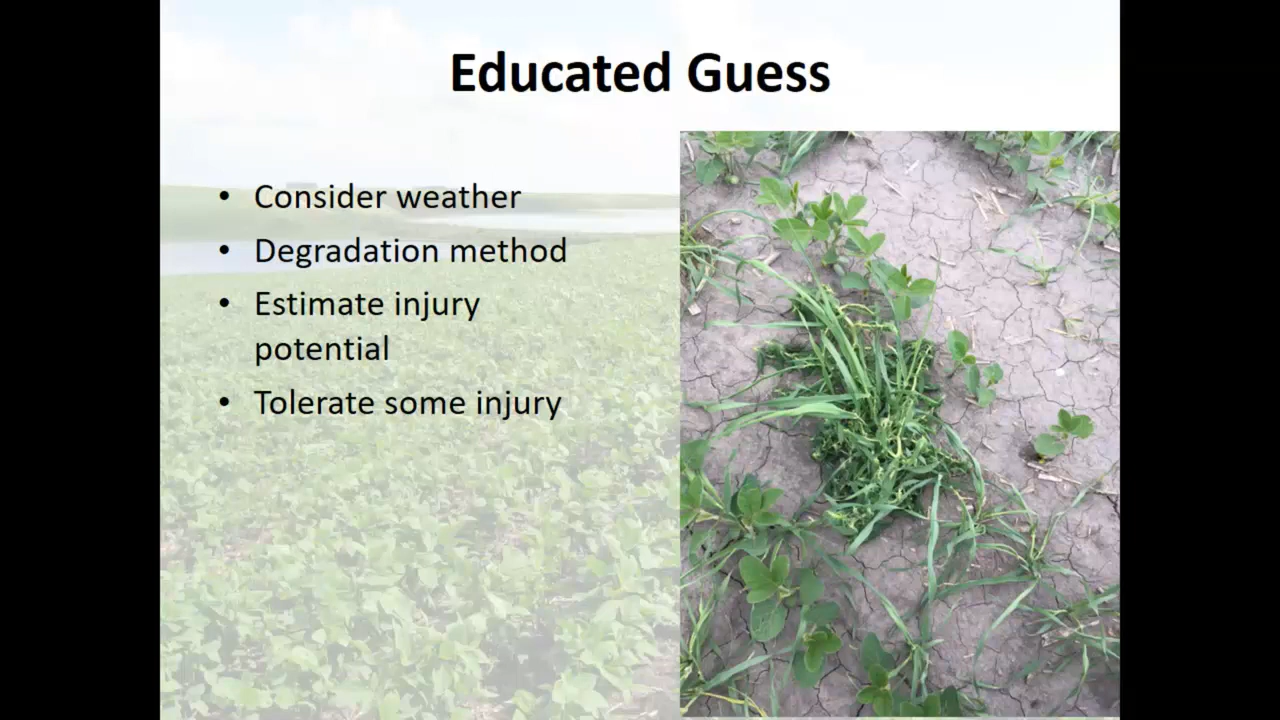 Educated Guess
• Consider weather
• Degradation method
• Estimate injury
potential
• Tolerate some injury